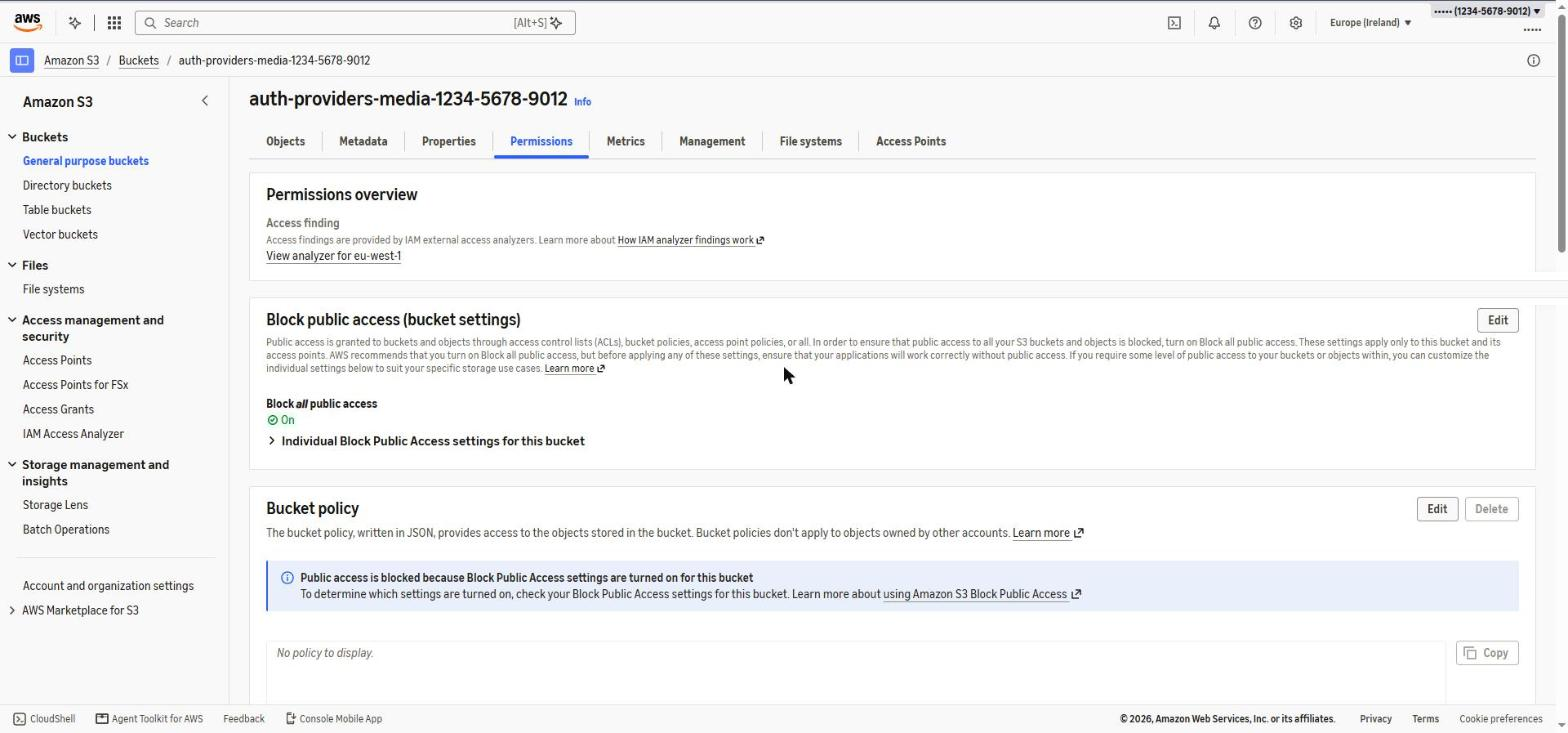 aws
Search [Alt+S]
Europe (Ireland)
••••• (1234-5678-9012)
•••••
Amazon S3 / Buckets / auth-providers-media-1234-5678-9012
Amazon S3
Buckets
General purpose buckets
Directory buckets
Table buckets
Vector buckets
Files
File systems
Access management and
security
Access Points
Access Points for FSx
Access Grants
IAM Access Analyzer
Storage management and
insights
Storage Lens
Batch Operations
Account and organization settings
AWS Marketplace for S3
auth-providers-media-1234-5678-9012 Info
Objects Metadata Properties Permissions Metrics Management File systems Access Points
Permissions overview
Access finding
Access findings are provided by IAM external access analyzers. Learn more about How IAM analyzer findings work
View analyzer for eu-west-1
Block public access (bucket settings)
Edit
Public access is granted to buckets and objects through access control lists (ACLs), bucket policies, access point policies, or all. In order to ensure that public access to all your S3 buckets and objects is blocked, turn on Block all public access. These settings apply only to this bucket and its
access points. AWS recommends that you turn on Block all public access, but before applying any of these settings, ensure that your applications will work correctly without public access. If you require some level of public access to your buckets or objects within, you can customize the
individual settings below to suit your specific storage use cases. Learn more
Block all public access
On
Individual Block Public Access settings for this bucket
Bucket policy
Edit Delete
The bucket policy, written in JSON, provides access to the objects stored in the bucket. Bucket policies don't apply to objects owned by other accounts. Learn more
Public access is blocked because Block Public Access settings are turned on for this bucket
To determine which settings are turned on, check your Block Public Access settings for this bucket. Learn more about using Amazon S3 Block Public Access
No policy to display.
Copy
CloudShell Agent Toolkit for AWS Feedback Console Mobile App © 2026, Amazon Web Services, Inc. or its affiliates. Privacy Terms Cookie preferences